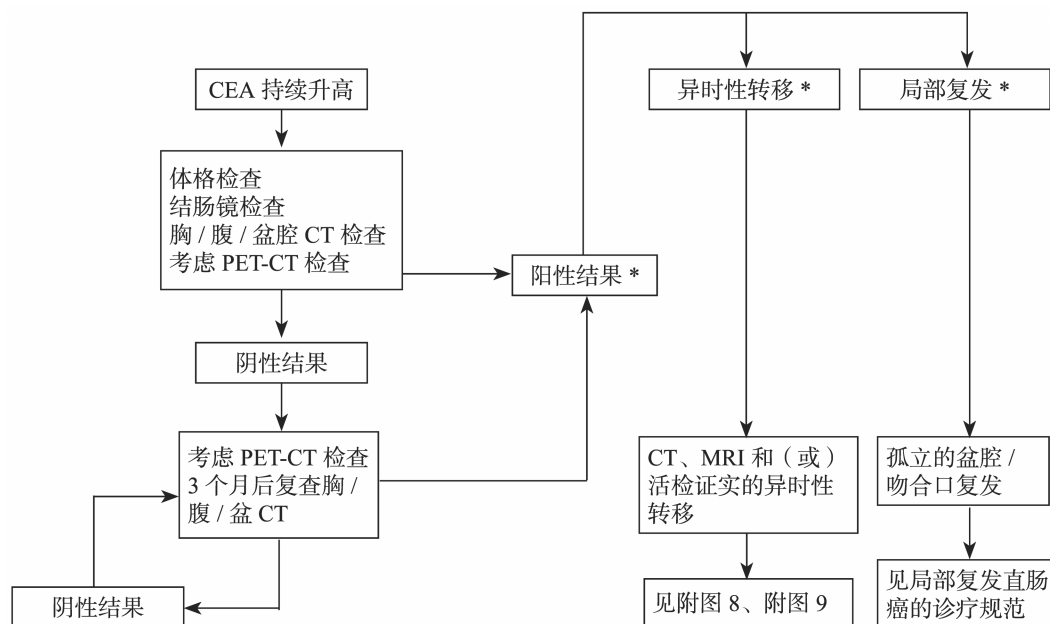 CEA 持续升高
体格检查
结肠镜检查
胸 / 腹 / 盆腔 CT 检查
考虑 PET-CT 检查
阴性结果
考虑 PET-CT 检查
3 个月后复查胸 /
腹 / 盆 CT
阴性结果
阳性结果 *
异时性转移 *
CT、MRI 和（或）
活检证实的异时性
转移
见附图 8、附图 9
局部复发 *
孤立的盆腔 /
吻合口复发
见局部复发直肠
癌的诊疗规范